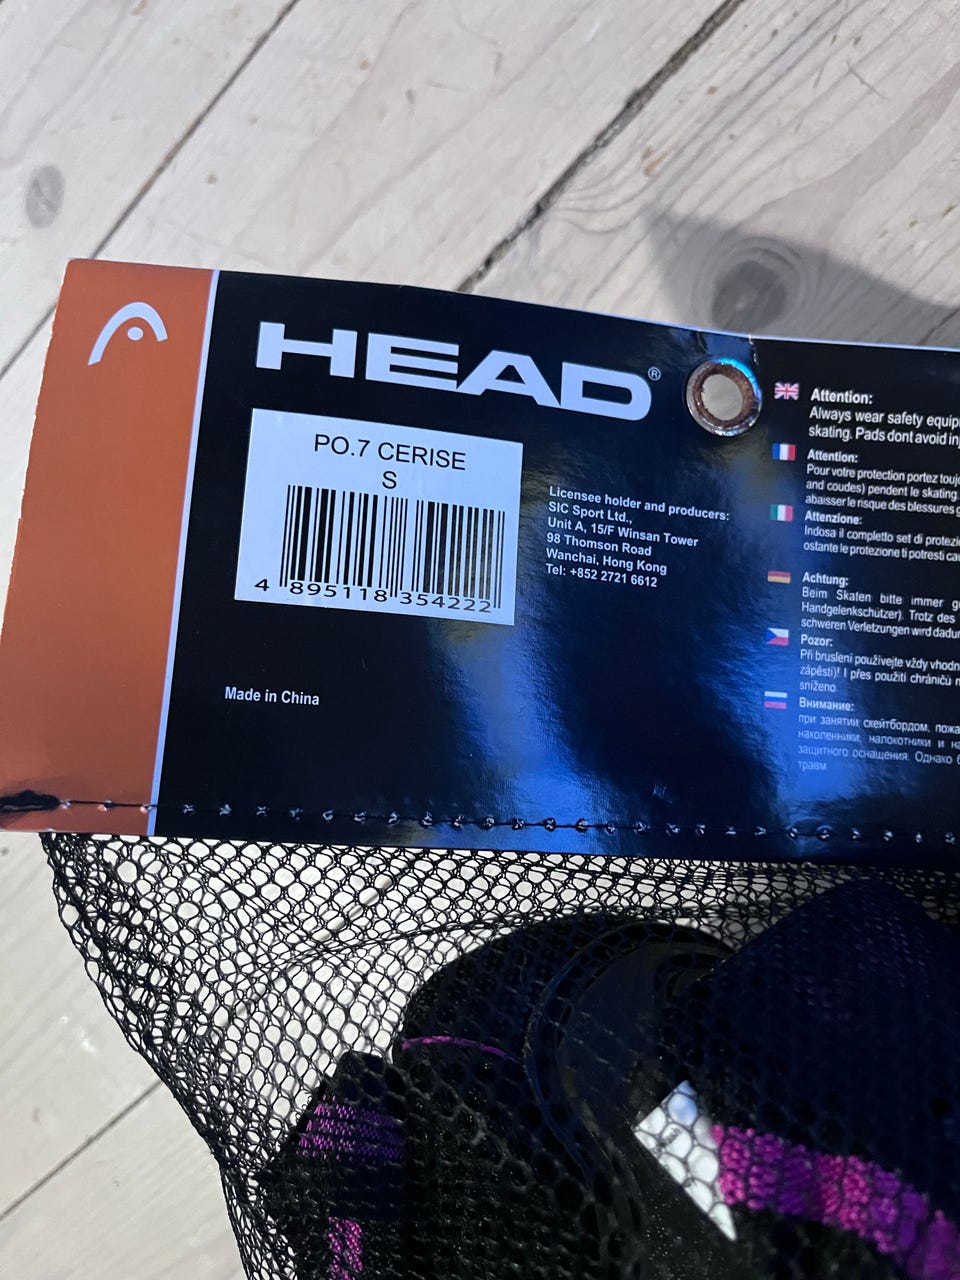 HEAD®
PO.7 CERISE
S
4 895118 354222
Made in China
Licensee holder and producers:
SIC Sport Ltd.,
Unit A, 15/F Winsan Tower
98 Thomson Road
Wanchai, Hong Kong
Tel: +852 2721 6612
Attention:
Always wear safety equip
skating. Pads dont avoid inj
Attention:
Pour votre protection portez touj
and coudes) pendent le skating.
abaisser le risque des blessures g
Attenzione:
Indosa il completo set di protezi
ostante le protezione ti potresti ca
Achtung:
Beim Skaten bitte immer g
Handgelenkschützer). Trotz des
schweren Verletzungen wird dadur
Pozor:
Při bruslení používejte vždy vhodn
zápěstí)! I přes použití chráničů n
sníženo
Внимание:
при занятии скейтбордом, пожа
наколенники, налокотники и на
защитного оснащения. Однако
травм